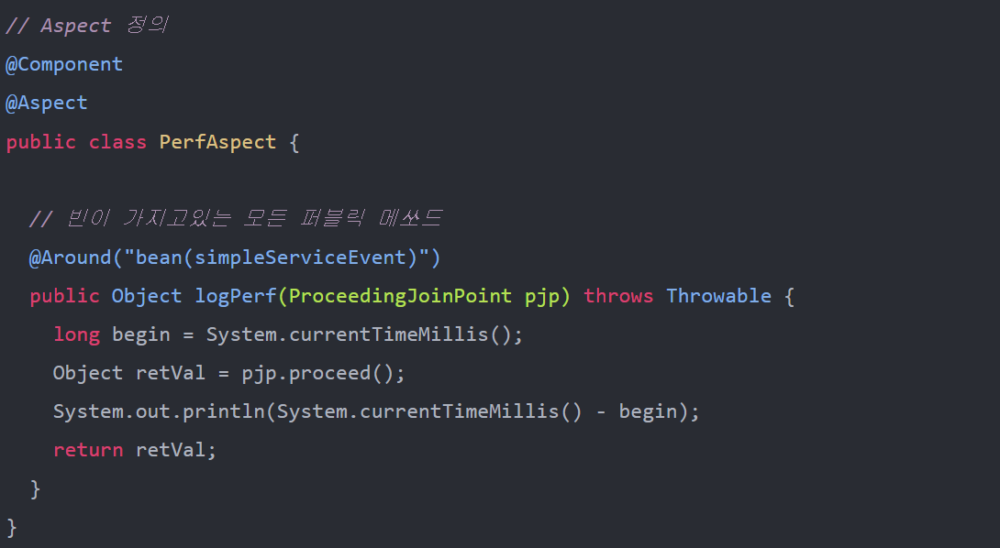 // Aspect 정의
@Component
@Aspect
public class PerfAspect {
// 빈이 가지고있는 모든 퍼블릭 메쏘드
@Around("bean(simpleServiceEvent)")
public Object logPerf(ProceedingJoinPoint pjp) throws Throwable {
long begin = System.currentTimeMillis();
Object retVal = pjp.proceed();
System.out.println(System.currentTimeMillis() - begin);
return retVal;
}
}